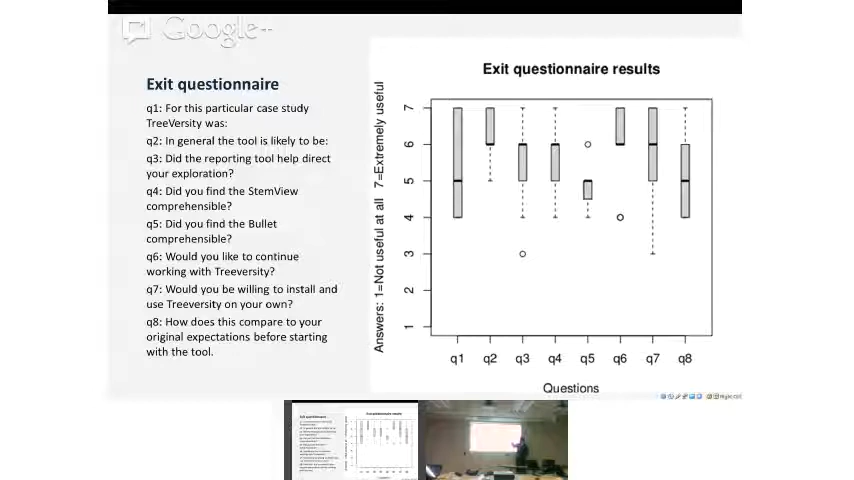 Google+
Exit questionnaire
q1: For this particular case study
TreeVersity was:
q2: In general the tool is likely to be:
q3: Did the reporting tool help direct
your exploration?
q4: Did you find the StemView
comprehensible?
q5: Did you find the Bullet
comprehensible?
q6: Would you like to continue
working with Treeversity?
q7: Would you be willing to install and
use Treeversity on your own?
q8: How does this compare to your
original expectations before starting
with the tool.
Exit questionnaire results
Answers: 1=Not useful at all 7=Extremely useful
7
6
5
4
3
2
1
q1 q2 q3 q4 q5 q6 q7 q8
Questions
Exit questionnaire
Exit questionnaire results